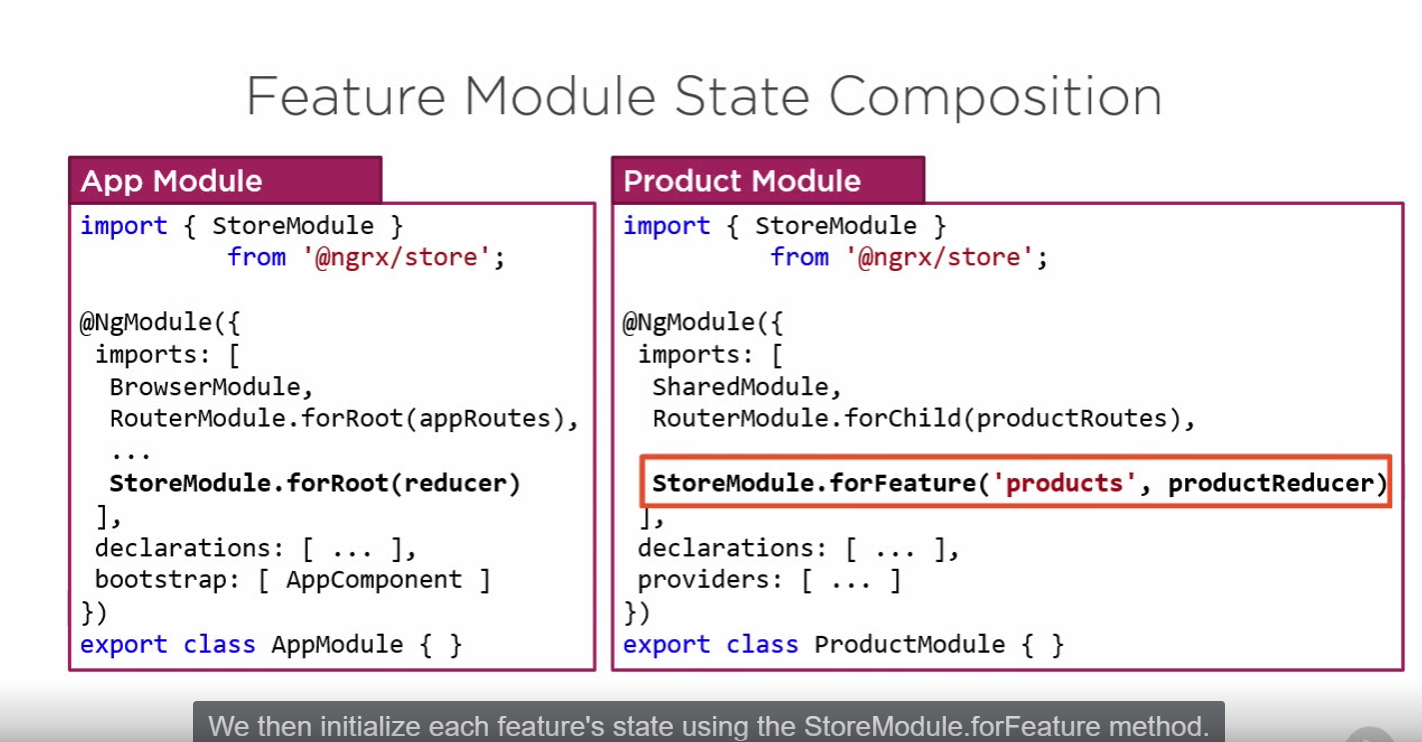 Feature Module State Composition
App Module
import { StoreModule }
from '@ngrx/store';
@NgModule({
imports: [
BrowserModule,
RouterModule.forRoot(appRoutes),
...
StoreModule.forRoot(reducer)
],
declarations: [ ... ],
bootstrap: [ AppComponent ]
})
export class AppModule { }
Product Module
import { StoreModule }
from '@ngrx/store';
@NgModule({
imports: [
SharedModule,
RouterModule.forChild(productRoutes),
StoreModule.forFeature('products', productReducer)
],
declarations: [ ... ],
providers: [ ... ]
})
export class ProductModule { }
We then initialize each feature's state using the StoreModule.forFeature method.